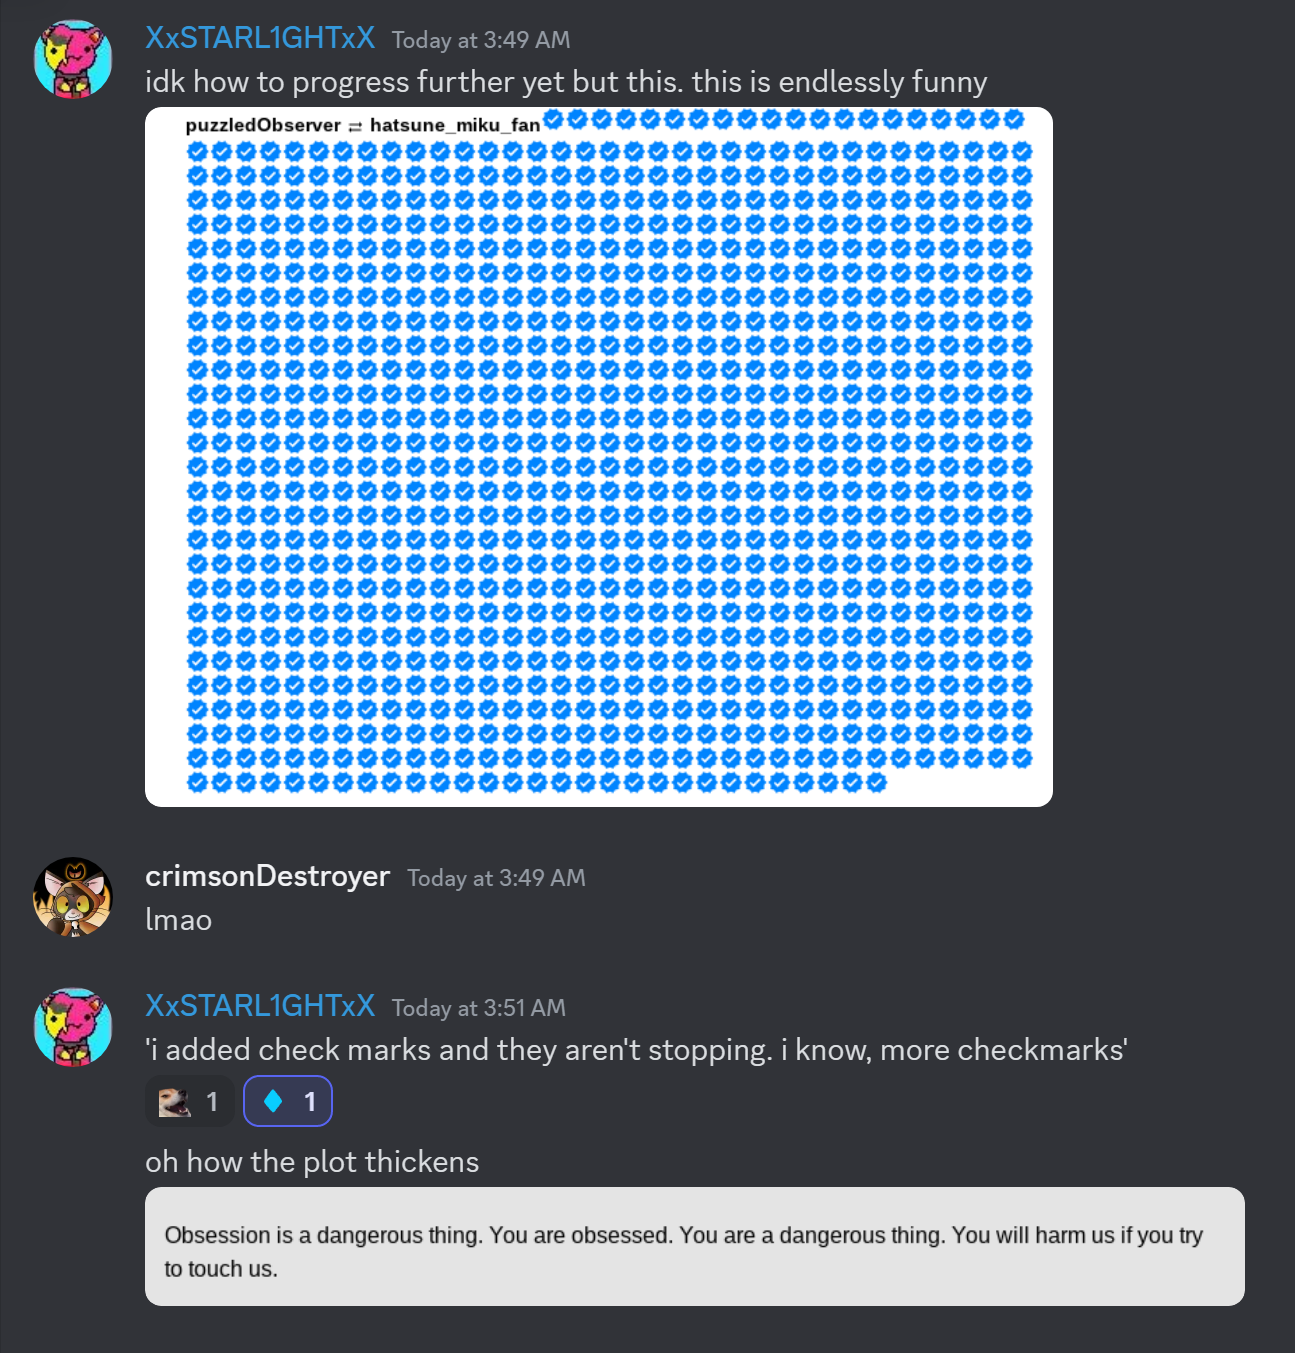 XxSTARL1GHTxX Today at 3:49 AM
idk how to progress further yet but this. this is endlessly funny
puzzledObserver ⇄ hatsune_miku_fan
crimsonDestroyer Today at 3:49 AM
lmao
XxSTARL1GHTxX Today at 3:51 AM
'i added check marks and they aren't stopping. i know, more checkmarks'
1 1
oh how the plot thickens
Obsession is a dangerous thing. You are obsessed. You are a dangerous thing. You will harm us if you try
to touch us.